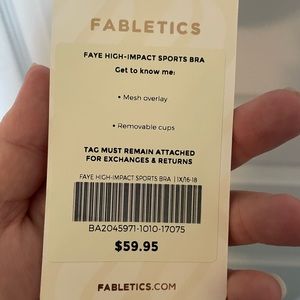 FABLETICS
FAYE HIGH-IMPACT SPORTS BRA
Get to know me:
• Mesh overlay
• Removable cups
TAG MUST REMAIN ATTACHED
FOR EXCHANGES & RETURNS
FAYE HIGH-IMPACT SPORTS BRA | 1X/16-18
BA2045971-1010-17075
$59.95
FABLETICS.COM